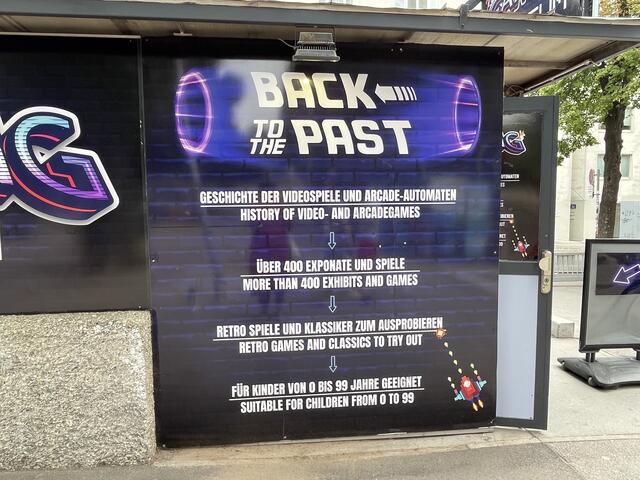 BACK
TO THE PAST
GESCHICHTE DER VIDEOSPIELE UND ARCADE-AUTOMATEN
HISTORY OF VIDEO- AND ARCADEGAMES
ÜBER 400 EXPONATE UND SPIELE
MORE THAN 400 EXHIBITS AND GAMES
RETRO SPIELE UND KLASSIKER ZUM AUSPROBIEREN
RETRO GAMES AND CLASSICS TO TRY OUT
FÜR KINDER VON 0 BIS 99 JAHRE GEEIGNET
SUITABLE FOR CHILDREN FROM 0 TO 99
G